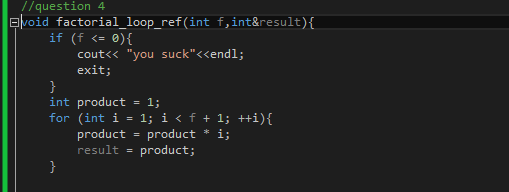 //question 4
void factorial_loop_ref(int f,int&result){
    if (f <= 0){
        cout<< "you suck"<<endl;
        exit;
    }
    int product = 1;
    for (int i = 1; i < f + 1; ++i){
        product = product * i;
        result = product;
    }